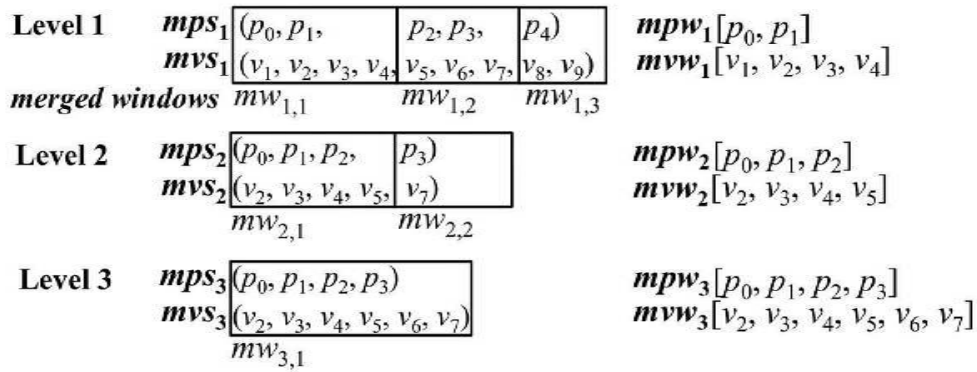 Level 1 mps₁ (p₀, p₁, p₂, p₃, p₄) mpw₁[p₀, p₁]
mvs₁ (v₁, v₂, v₃, v₄, v₅, v₆, v₇, v₈, v₉) mvw₁[v₁, v₂, v₃, v₄]
merged windows mw₁,₁ mw₁,₂ mw₁,₃
Level 2 mps₂ (p₀, p₁, p₂, p₃) mpw₂[p₀, p₁, p₂]
mvs₂ (v₂, v₃, v₄, v₅, v₇) mvw₂[v₂, v₃, v₄, v₅]
mw₂,₁ mw₂,₂
Level 3 mps₃ (p₀, p₁, p₂, p₃) mpw₃[p₀, p₁, p₂, p₃]
mvs₃ (v₂, v₃, v₄, v₅, v₆, v₇) mvw₃[v₂, v₃, v₄, v₅, v₆, v₇]
mw₃,₁